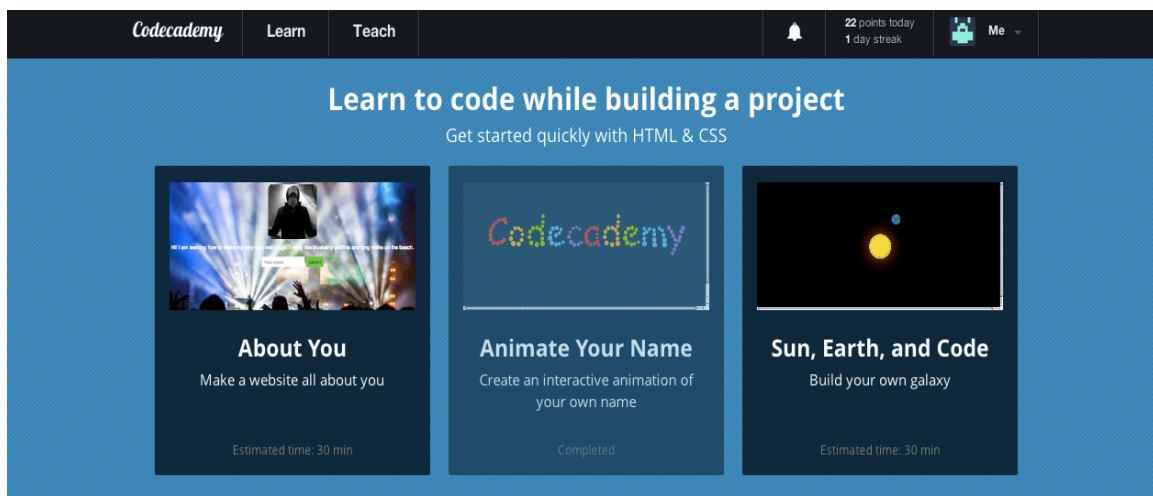 Codecademy
Learn
Teach
22 points today
1 day streak
Me
Learn to code while building a project
Get started quickly with HTML & CSS
Codecademy
About You
Make a website all about you
Estimated time: 30 min
Animate Your Name
Create an interactive animation of
your own name
Completed
Sun, Earth, and Code
Build your own galaxy
Estimated time: 30 min